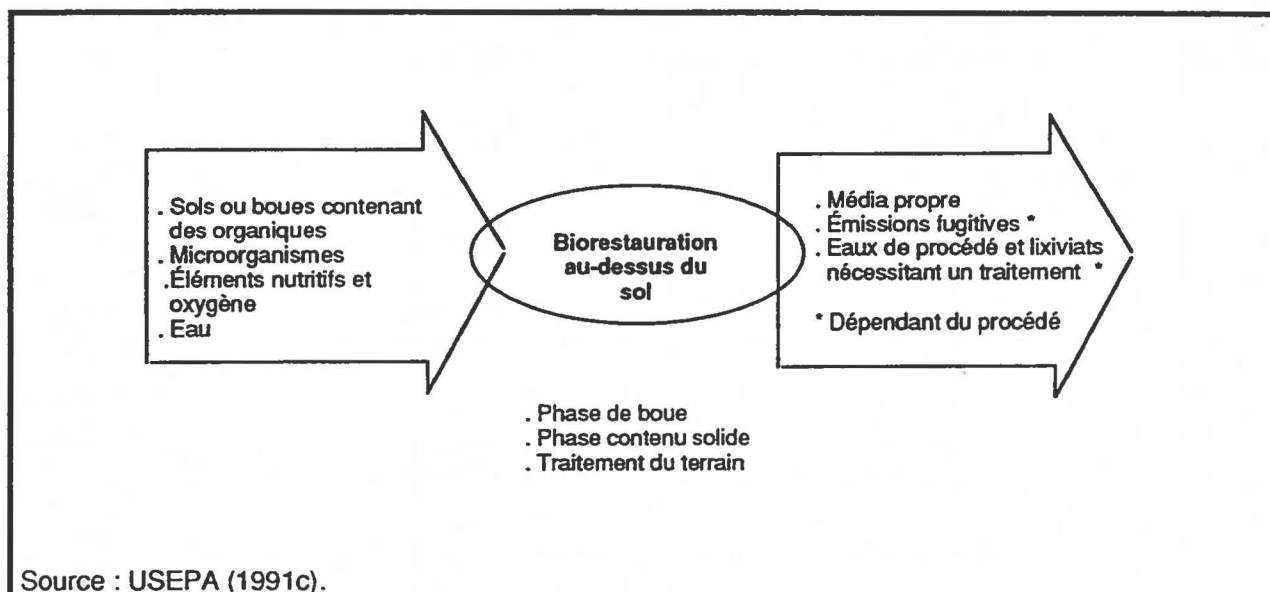 . Sols ou boues contenant
des organiques
. Microorganismes
.Éléments nutritifs et
oxygène
. Eau
Biorestauration
au-dessus du
sol
. Média propre
. Émissions fugitives *
. Eaux de procédé et lixiviats
nécessitant un traitement *
* Dépendant du procédé
. Phase de boue
. Phase contenu solide
. Traitement du terrain
Source : USEPA (1991c).